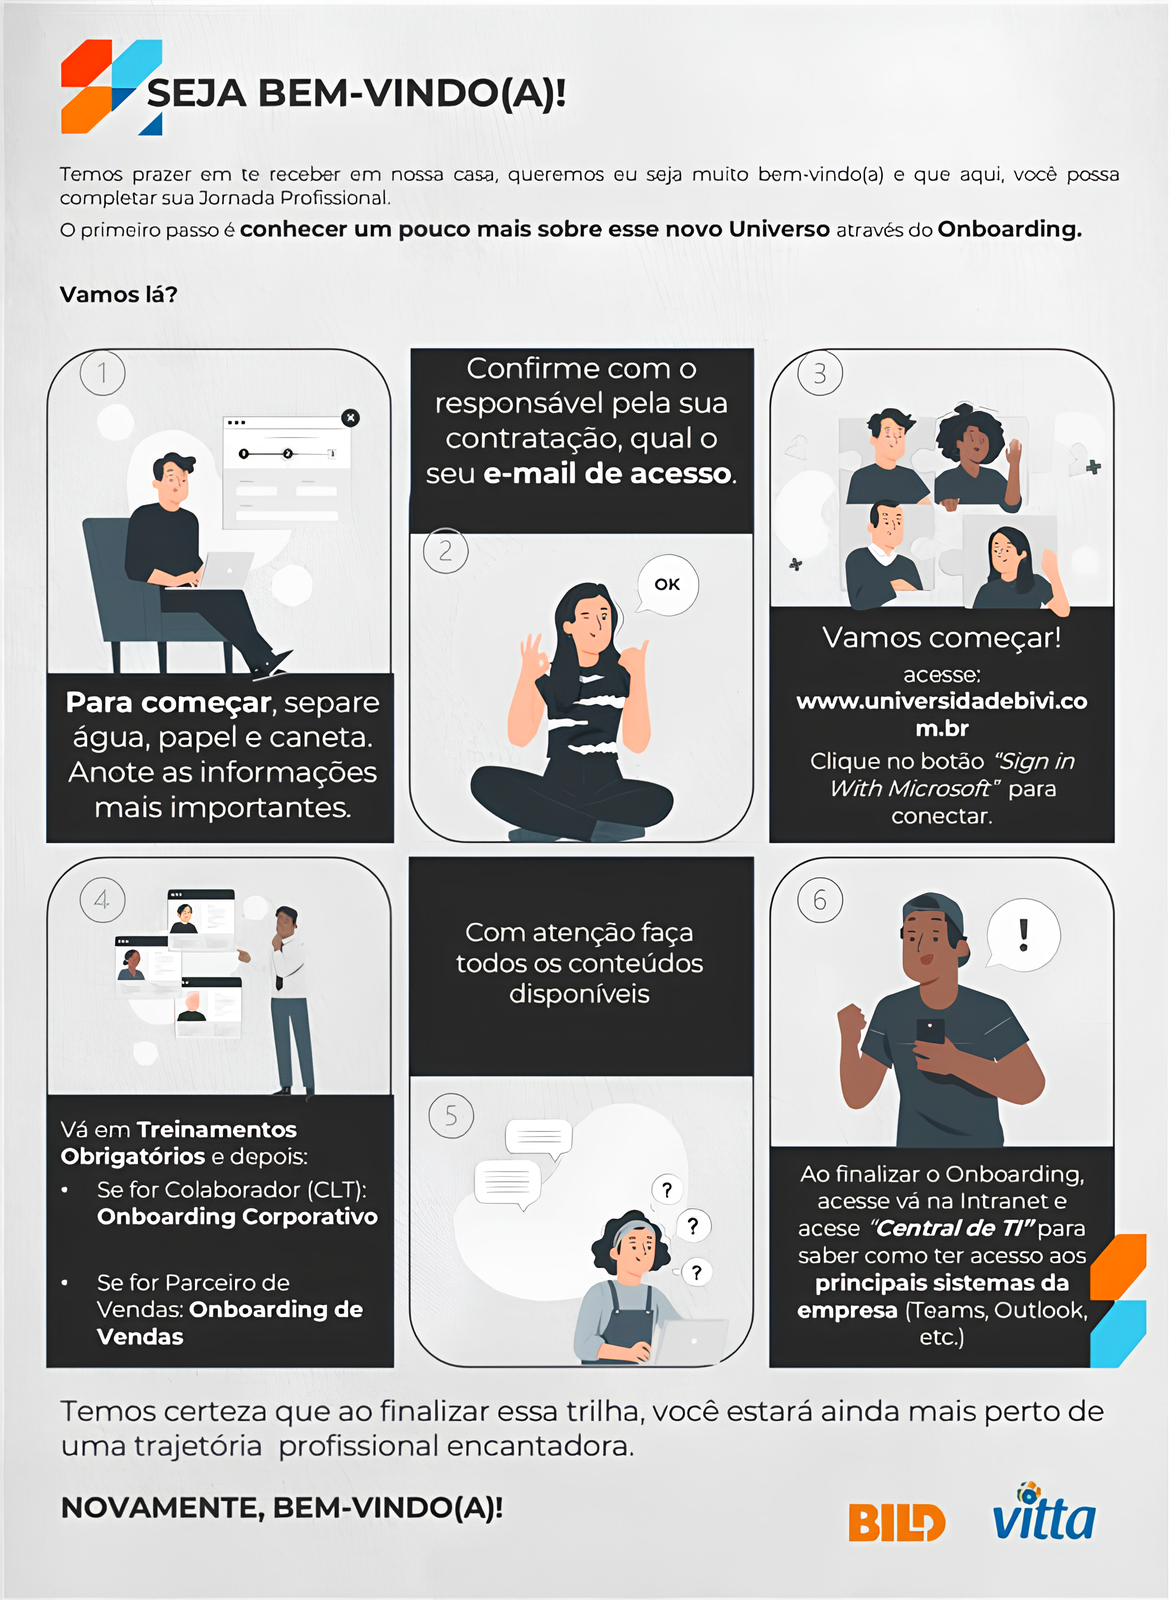 SEJA BEM-VINDO(A)!
Temos prazer em te receber em nossa casa, queremos eu seja muito bem-vindo(a) e que aqui, você possa
completar sua Jornada Profissional.
O primeiro passo é conhecer um pouco mais sobre esse novo Universo através do Onboarding.
Vamos lá?
1
Para começar, separe
água, papel e caneta.
Anote as informações
mais importantes.
Confirme com o
responsável pela sua
contratação, qual o
seu e-mail de acesso.
2
OK
3
Vamos começar!
acesse:
www.universidadebivi.co
m.br
Clique no botão “Sign in
With Microsoft” para
conectar.
4
Vá em Treinamentos
Obrigatórios e depois:
• Se for Colaborador (CLT):
Onboarding Corporativo
• Se for Parceiro de
Vendas: Onboarding de
Vendas
Com atenção faça
todos os conteúdos
disponíveis
5
?
?
?
6
!
Ao finalizar o Onboarding,
acesse vá na Intranet e
acese “Central de TI” para
saber como ter acesso aos
principais sistemas da
empresa (Teams, Outlook,
etc.)
Temos certeza que ao finalizar essa trilha, você estará ainda mais perto de
uma trajetória profissional encantadora.
NOVAMENTE, BEM-VINDO(A)!
BILD
vitta